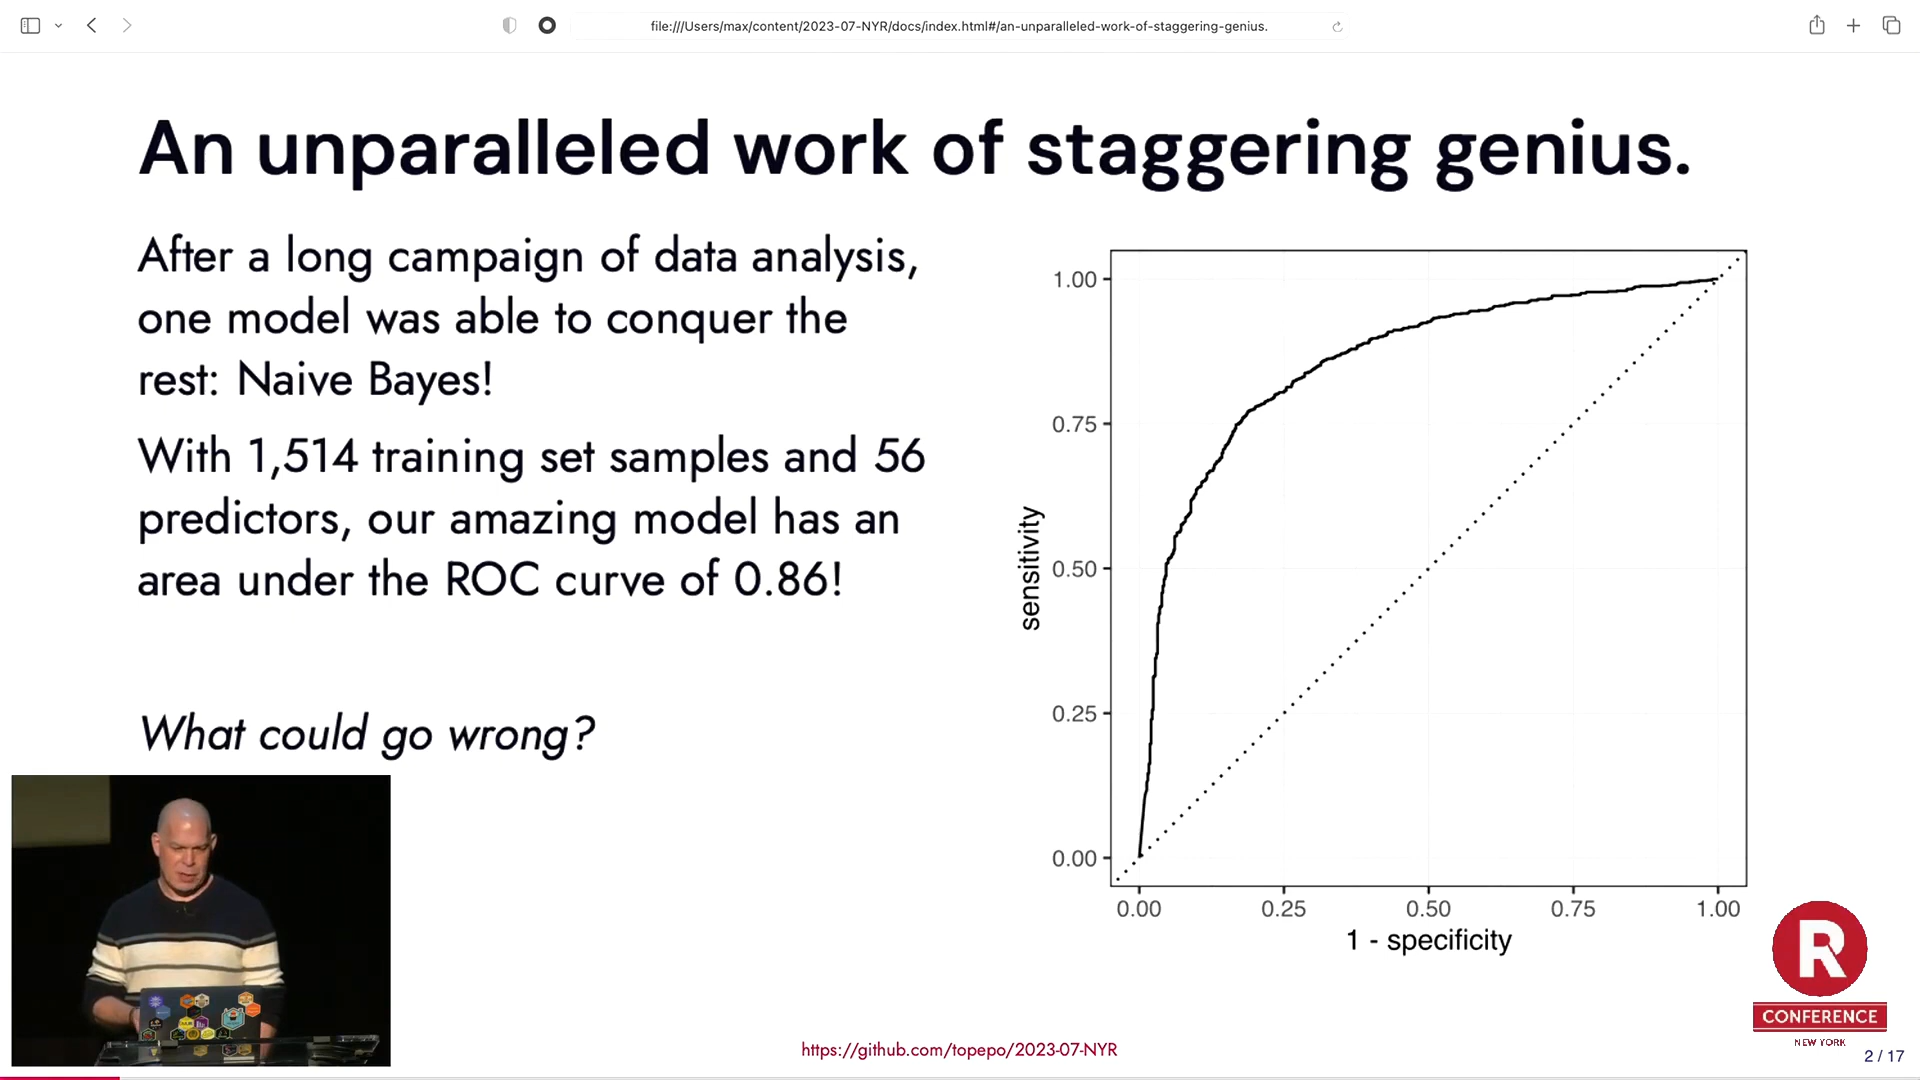 file:///Users/max/content/2023-07-NYR/docs/index.html#/an-unparalleled-work-of-staggering-genius.
An unparalleled work of staggering genius.
After a long campaign of data analysis,
one model was able to conquer the
rest: Naive Bayes!
With 1,514 training set samples and 56
predictors, our amazing model has an
area under the ROC curve of 0.86!
What could go wrong?
1.00
0.75
0.50
0.25
0.00
sensitivity
0.00 0.25 0.50 0.75 1.00
1 - specificity
R
CONFERENCE
NEW YORK
https://github.com/topepo/2023-07-NYR
2 / 17